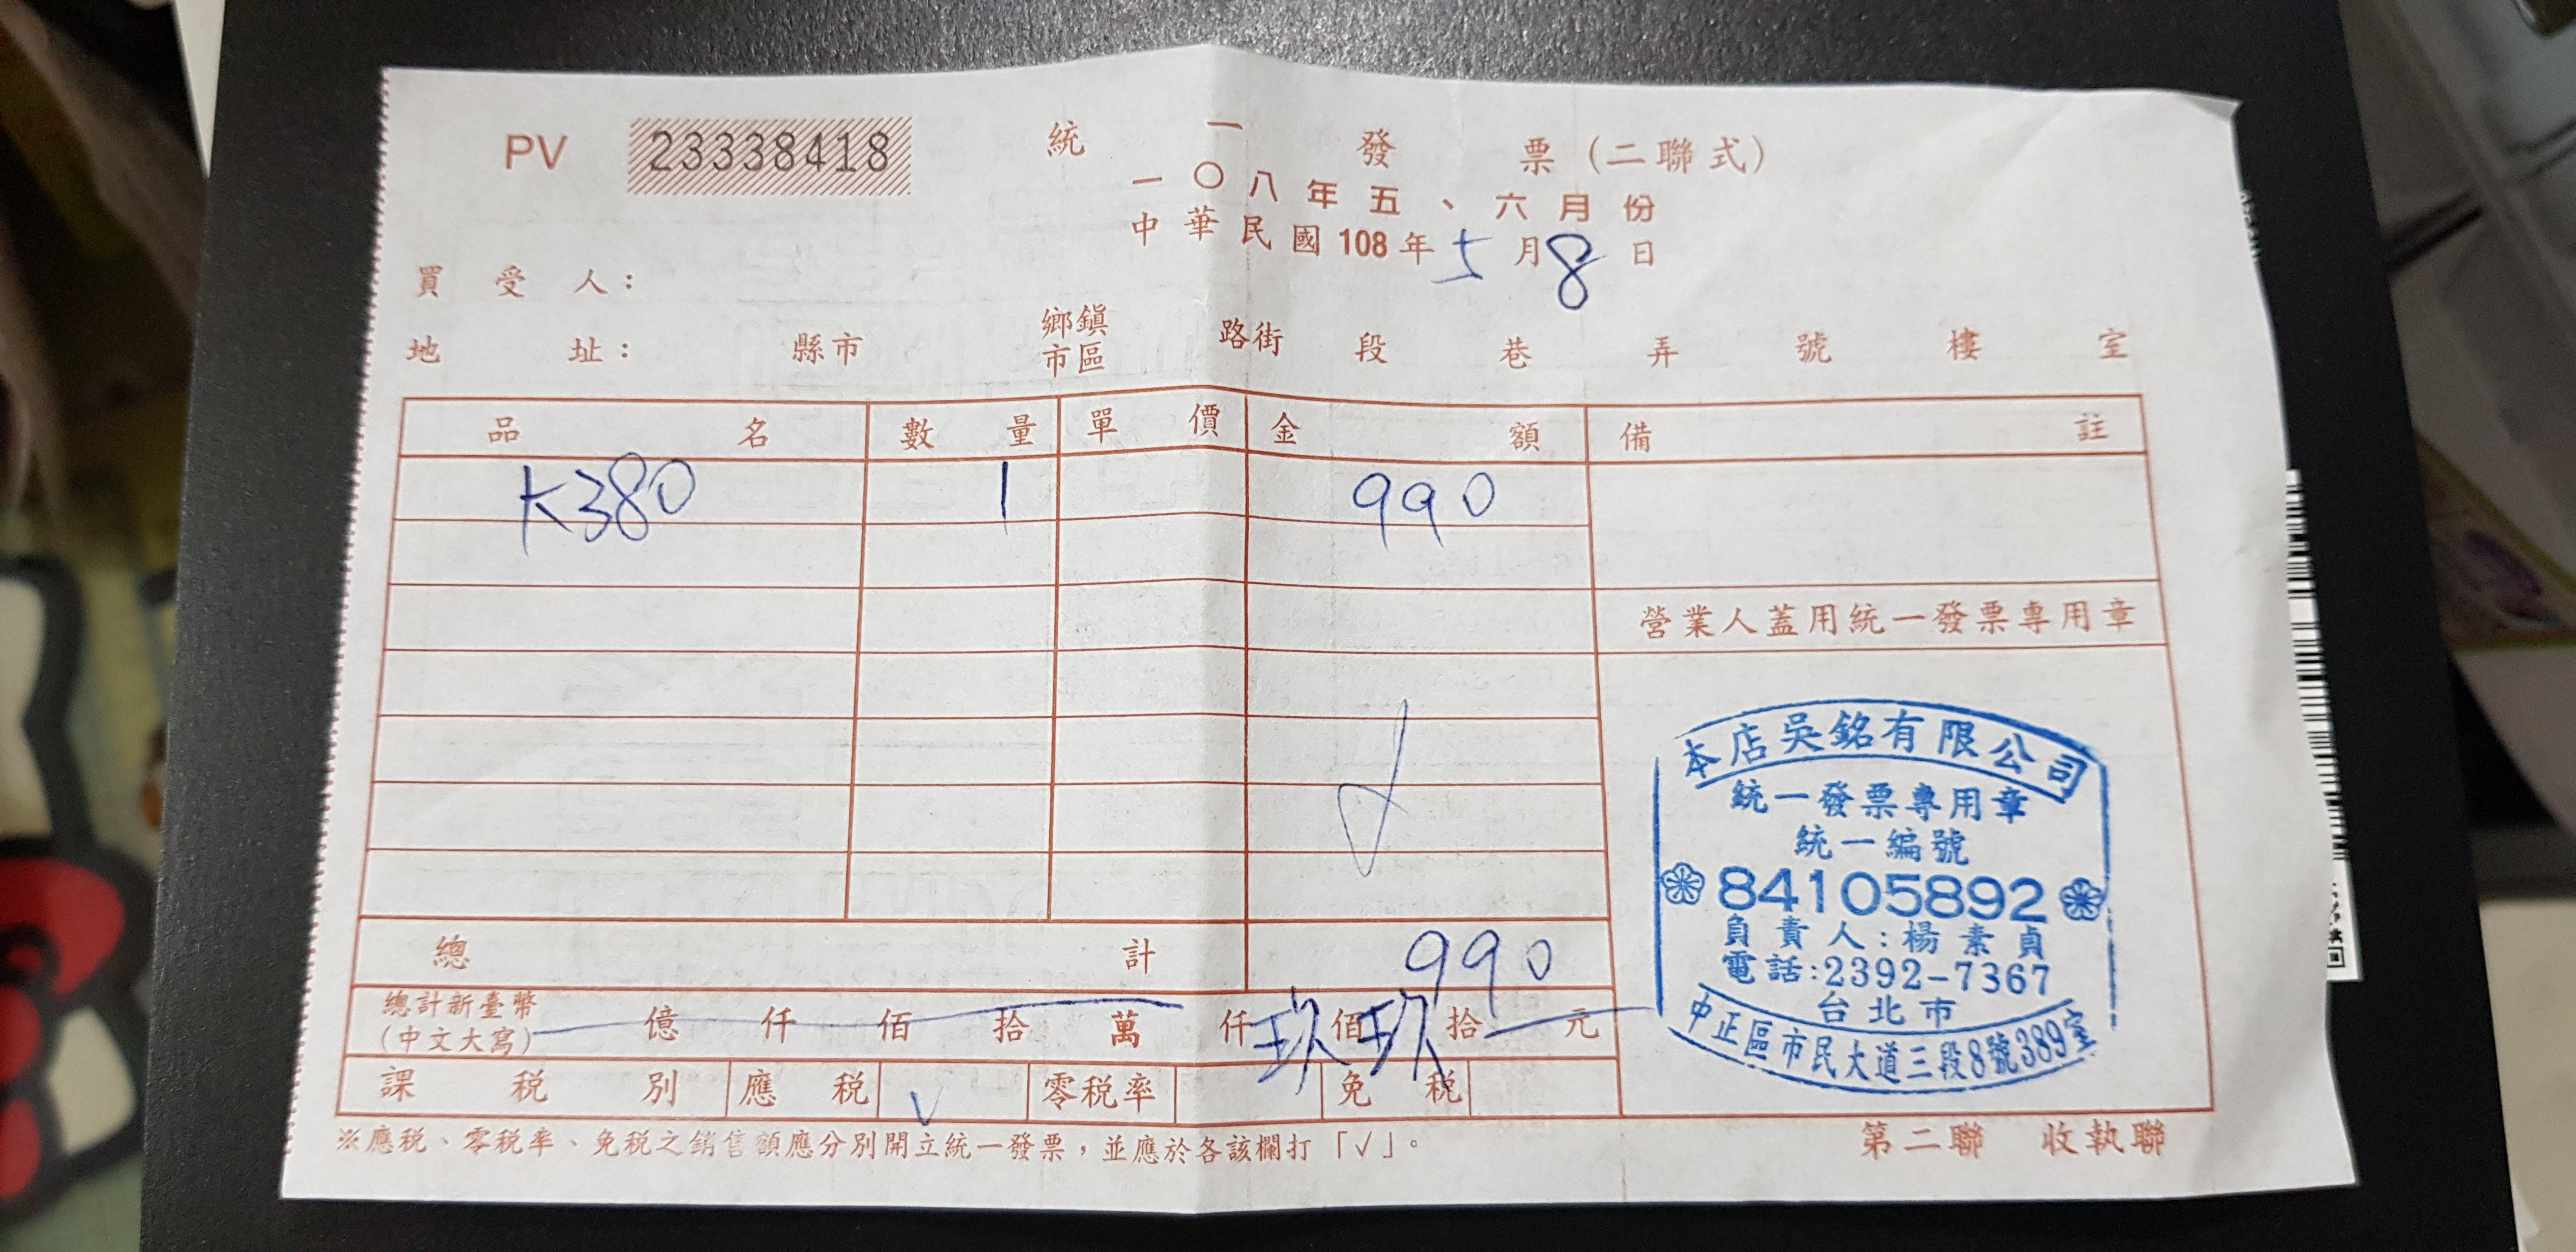 PV 23338418
統一發票(二聯式)
一〇八年五、六月份
中華民國108年5月8日
買受人:
地址: 縣市 鄉鎮市區 路街 段 巷 弄 號 樓 室
品名 數量 單價 金額 備註
K380 1 990
營業人蓋用統一發票專用章
總計 990
總計新臺幣(中文大寫) 億 仟 佰 拾 萬 仟 玖佰玖拾 元
課稅別 應稅 V 零稅率 免稅
※應稅、零稅率、免稅之銷售額應分別開立統一發票,並應於各該欄打「√」。
本店吳銘有限公司
統一發票專用章
統一編號
84105892
負責人:楊素貞
電話:2392-7367
台北市
中正區市民大道三段8號389室
第二聯 收執聯